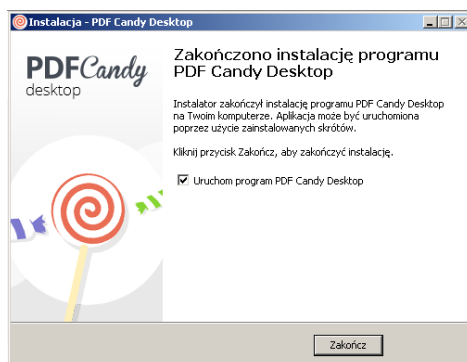 Instalacja - PDF Candy Desktop
PDFCandy
desktop
Zakończono instalację programu
PDF Candy Desktop
Instalator zakończył instalację programu PDF Candy Desktop
na Twoim komputerze. Aplikacja może być uruchomiona
poprzez użycie zainstalowanych skrótów.
Kliknij przycisk Zakończ, aby zakończyć instalację.
Uruchom program PDF Candy Desktop
Zakończ